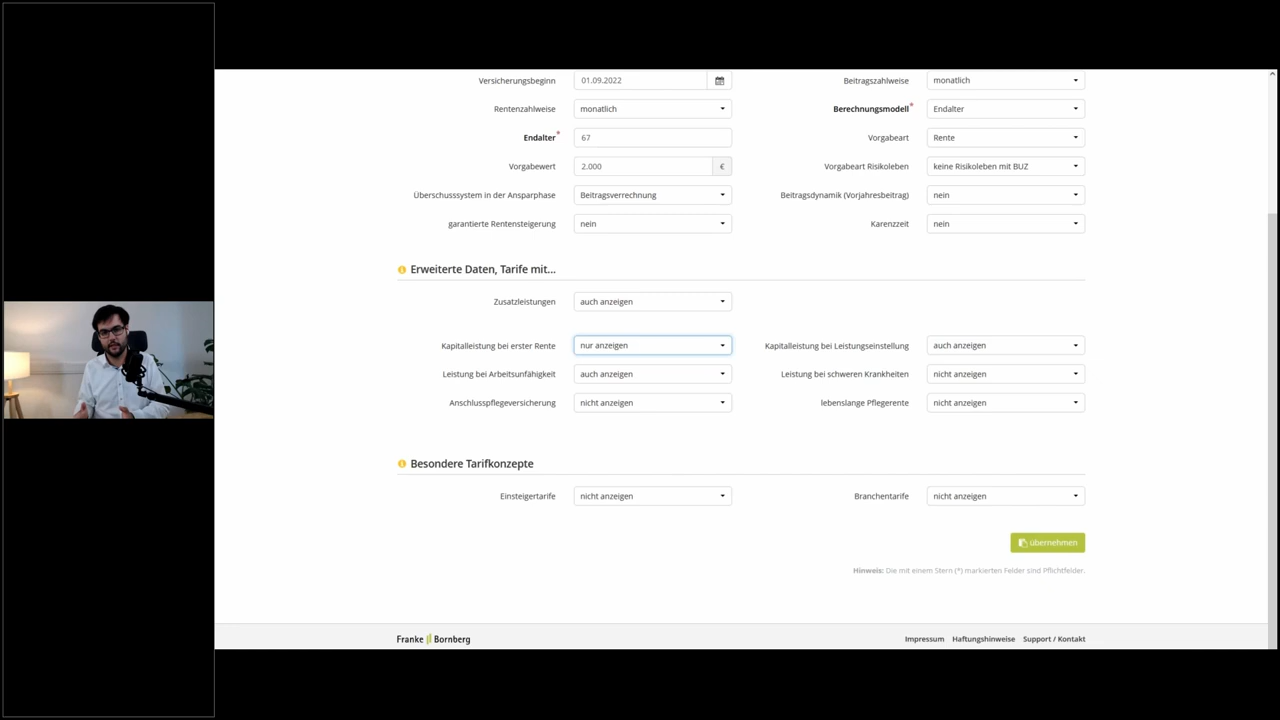 Versicherungsbeginn 01.09.2022 Beitragszahlweise monatlich
Rentenzahlweise monatlich Berechnungsmodell* Endalter
Endalter* 67 Vorgabeart Rente
Vorgabewert 2.000 € Vorgabeart Risikoleben keine Risikoleben mit BUZ
Überschusssystem in der Ansparphase Beitragsverrechnung Beitragsdynamik (Vorjahresbeitrag) nein
garantierte Rentensteigerung nein Karenzzeit nein
Erweiterte Daten, Tarife mit...
Zusatzleistungen auch anzeigen
Kapitalleistung bei erster Rente nur anzeigen Kapitalleistung bei Leistungseinstellung auch anzeigen
Leistung bei Arbeitsunfähigkeit auch anzeigen Leistung bei schweren Krankheiten nicht anzeigen
Anschlusspflegeversicherung nicht anzeigen lebenslange Pflegerente nicht anzeigen
Besondere Tarifkonzepte
Einsteigertarife nicht anzeigen Branchentarife nicht anzeigen
übernehmen
Hinweis: Die mit einem Stern (*) markierten Felder sind Pflichtfelder.
Franke Bornberg Impressum Haftungshinweise Support / Kontakt